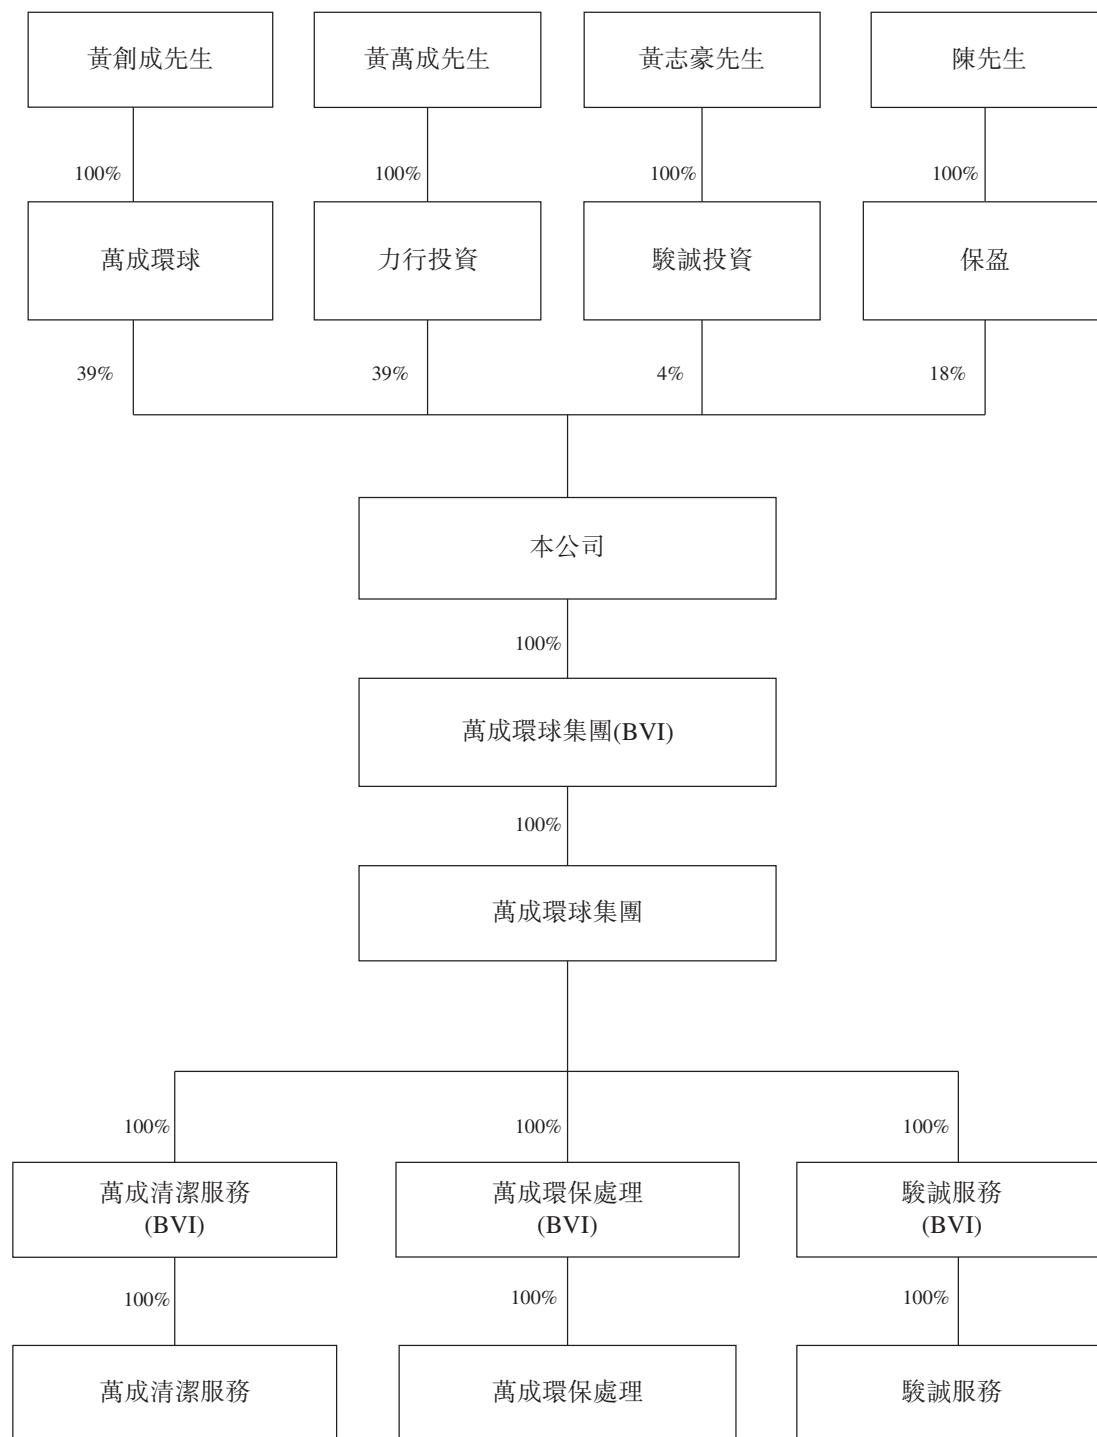 黃創成先生
黃萬成先生
黃志豪先生
陳先生
100%
100%
100%
100%
萬成環球
力行投資
駿誠投資
保盈
39%
39%
4%
18%
本公司
100%
萬成環球集團(BVI)
100%
萬成環球集團
100%
100%
100%
萬成清潔服務
(BVI)
萬成環保處理
(BVI)
駿誠服務
(BVI)
100%
100%
100%
萬成清潔服務
萬成環保處理
駿誠服務